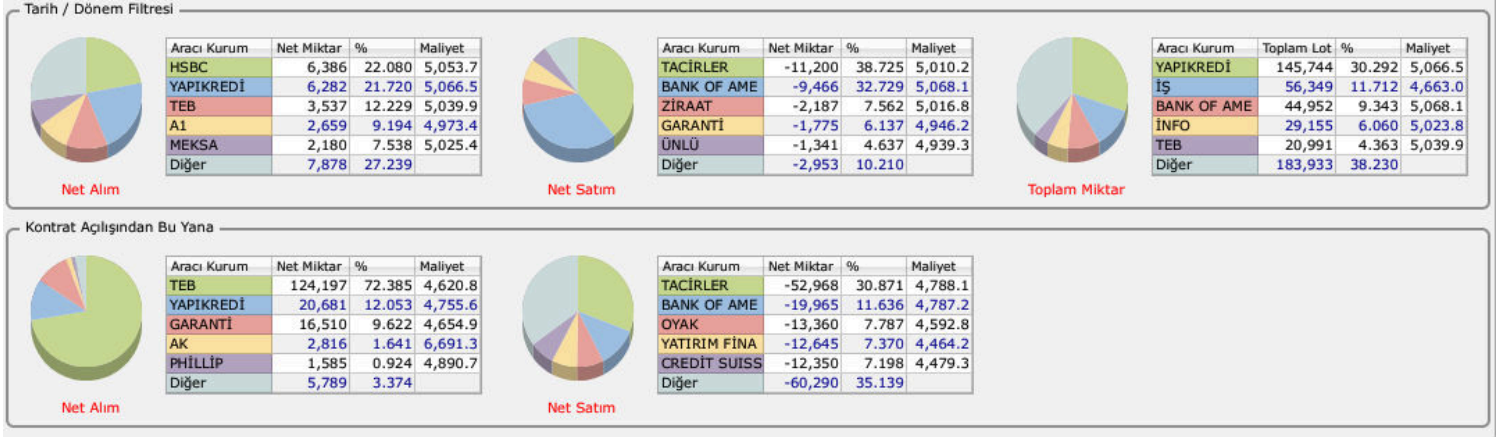 Tarih / Dönem Filtresi
Aracı Kurum Net Miktar % Maliyet
HSBC 6,386 22.080 5,053.7
YAPIKREDİ 6,282 21.720 5,066.5
TEB 3,537 12.229 5,039.9
A1 2,659 9.194 4,973.4
MEKSA 2,180 7.538 5,025.4
Diğer 7,878 27.239
Net Alım
Aracı Kurum Net Miktar % Maliyet
TACİRLER -11,200 38.725 5,010.2
BANK OF AME -9,466 32.729 5,068.1
ZİRAAT -2,187 7.562 5,016.8
GARANTİ -1,775 6.137 4,946.2
ÜNLÜ -1,341 4.637 4,939.3
Diğer -2,953 10.210
Net Satım
Aracı Kurum Toplam Lot % Maliyet
YAPIKREDİ 145,744 30.292 5,066.5
İŞ 56,349 11.712 4,663.0
BANK OF AME 44,952 9.343 5,068.1
İNFO 29,155 6.060 5,023.8
TEB 20,991 4.363 5,039.9
Diğer 183,933 38.230
Toplam Miktar
Kontrat Açılışından Bu Yana
Aracı Kurum Net Miktar % Maliyet
TEB 124,197 72.385 4,620.8
YAPIKREDİ 20,681 12.053 4,755.6
GARANTİ 16,510 9.622 4,654.9
AK 2,816 1.641 6,691.3
PHİLLİP 1,585 0.924 4,890.7
Diğer 5,789 3.374
Net Alım
Aracı Kurum Net Miktar % Maliyet
TACİRLER -52,968 30.871 4,788.1
BANK OF AME -19,965 11.636 4,787.2
OYAK -13,360 7.787 4,592.8
YATIRIM FİNA -12,645 7.370 4,464.2
CREDİT SUISS -12,350 7.198 4,479.3
Diğer -60,290 35.139
Net Satım